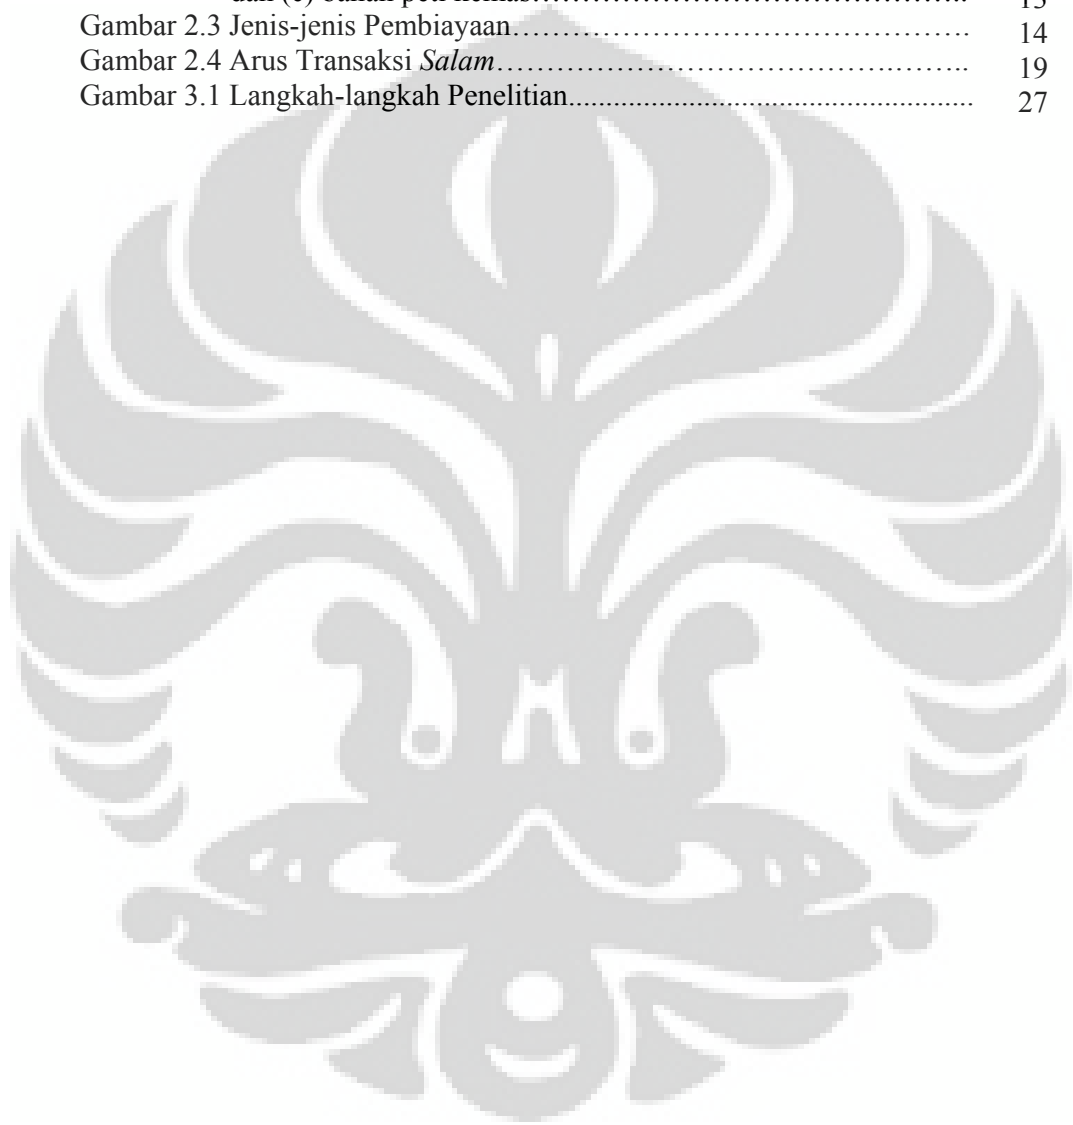 Gambar 2.3 Jenis-jenis Pembiayaan………………………………………. 14
Gambar 2.4 Arus Transaksi Salam……………………………………….. 19
Gambar 3.1 Langkah-langkah Penelitian...................................................... 27